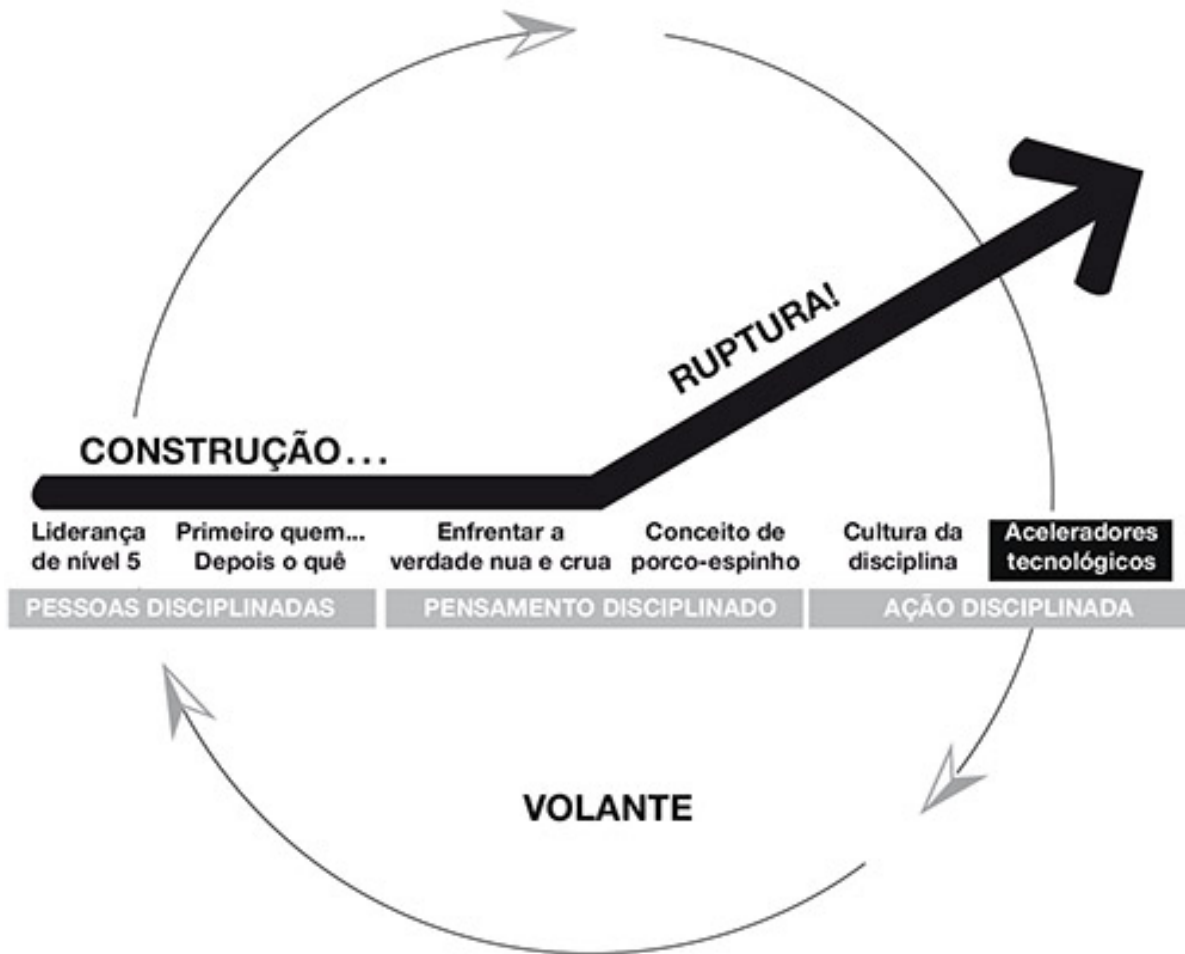 RUPTURA!
CONSTRUÇÃO...
Liderança
de nível 5
Primeiro quem...
Depois o quê
Enfrentar a
verdade nua e crua
Conceito de
porco-espinho
Cultura da
disciplina
Aceleradores
tecnológicos
PESSOAS DISCIPLINADAS
PENSAMENTO DISCIPLINADO
AÇÃO DISCIPLINADA
VOLANTE